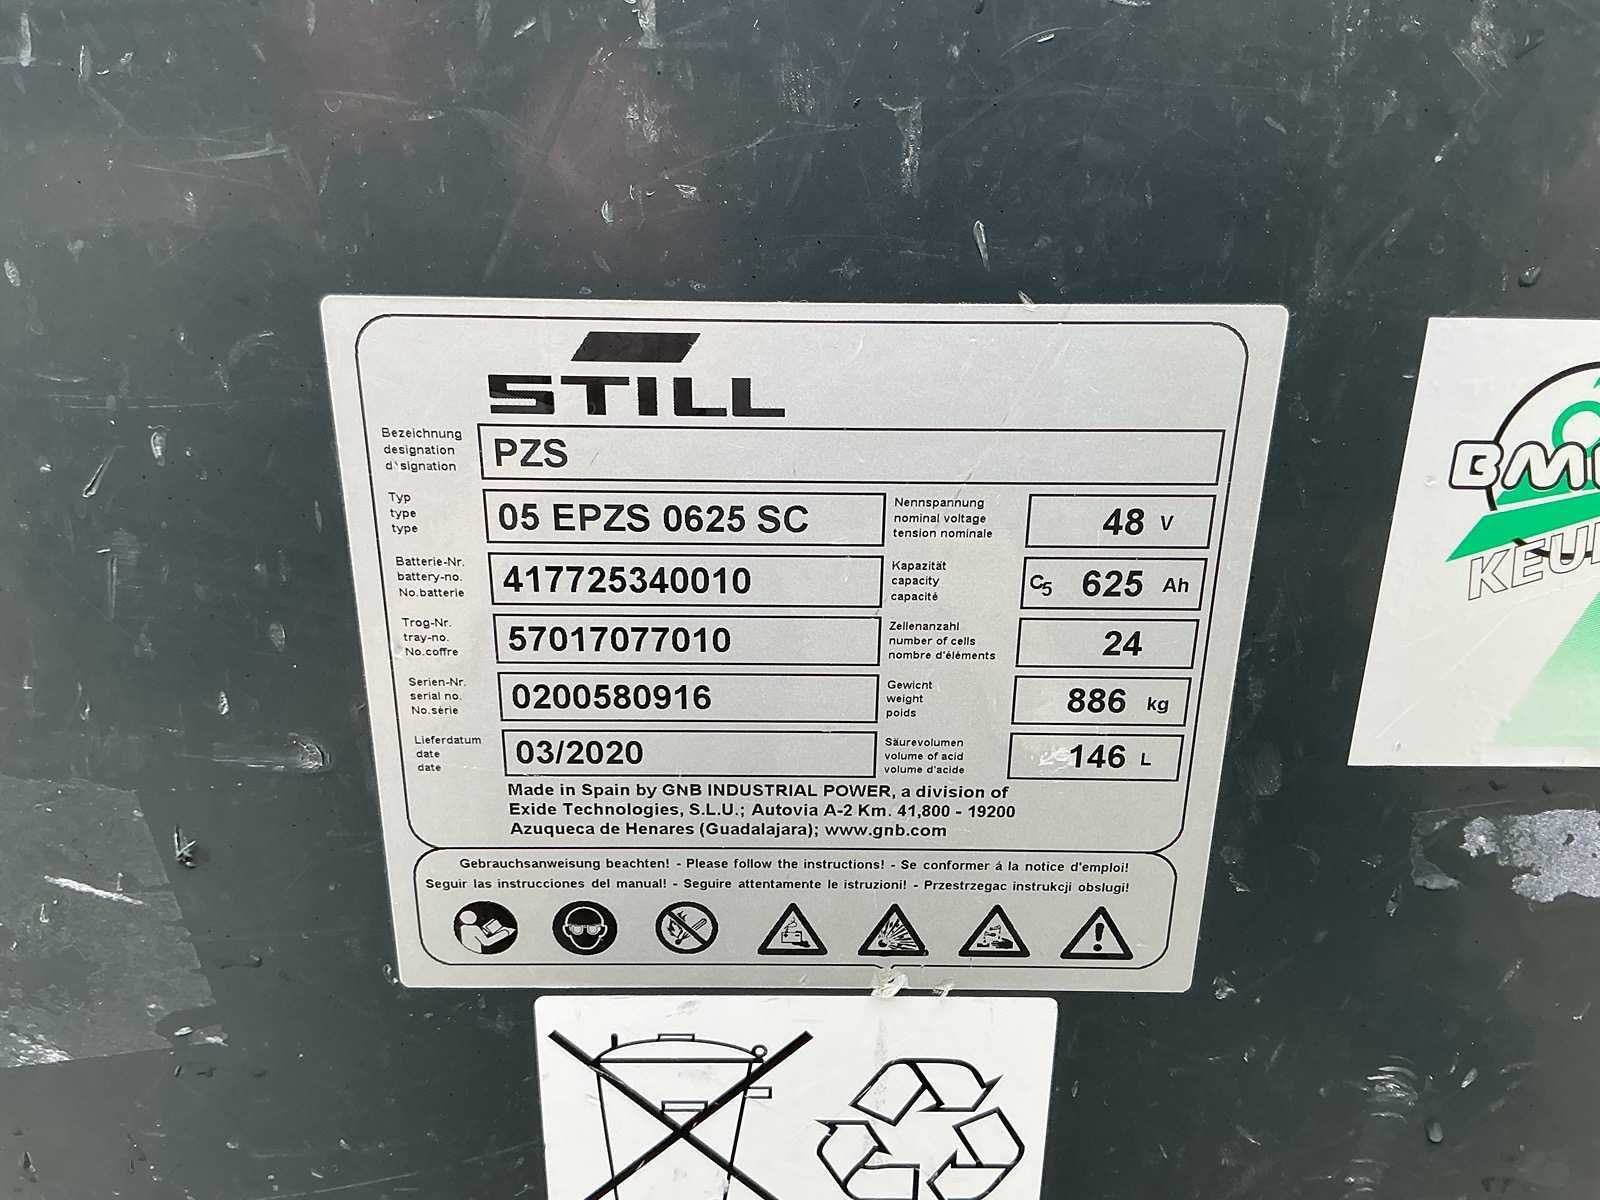 STILL
Bezeichnung
designation
d'signation
PZS
Typ
type
type
05 EPZS 0625 SC
Nennspannung
nominal voltage
tension nominale
48 V
Batterie-Nr.
battery-no.
No.batterie
417725340010
Kapazität
capacity
capacité
C5 625 Ah
Trog-Nr.
tray-no.
No.coffre
57017077010
Zellenanzahl
number of cells
nombre d'éléments
24
Serien-Nr.
serial no.
No.série
0200580916
Gewicht
weight
poids
886 kg
Lieferdatum
date
date
03/2020
Säurevolumen
volume of acid
volume d'acide
146 L
Made in Spain by GNB INDUSTRIAL POWER, a division of
Exide Technologies, S.L.U.; Autovia A-2 Km. 41,800 - 19200
Azuqueca de Henares (Guadalajara); www.gnb.com
Gebrauchsanweisung beachten! - Please follow the instructions! - Se conformer á la notice d'emploi!
Seguir las instrucciones del manual! - Seguire attentamente le istruzioni! - Przestrzegac instrukcji obslugi!